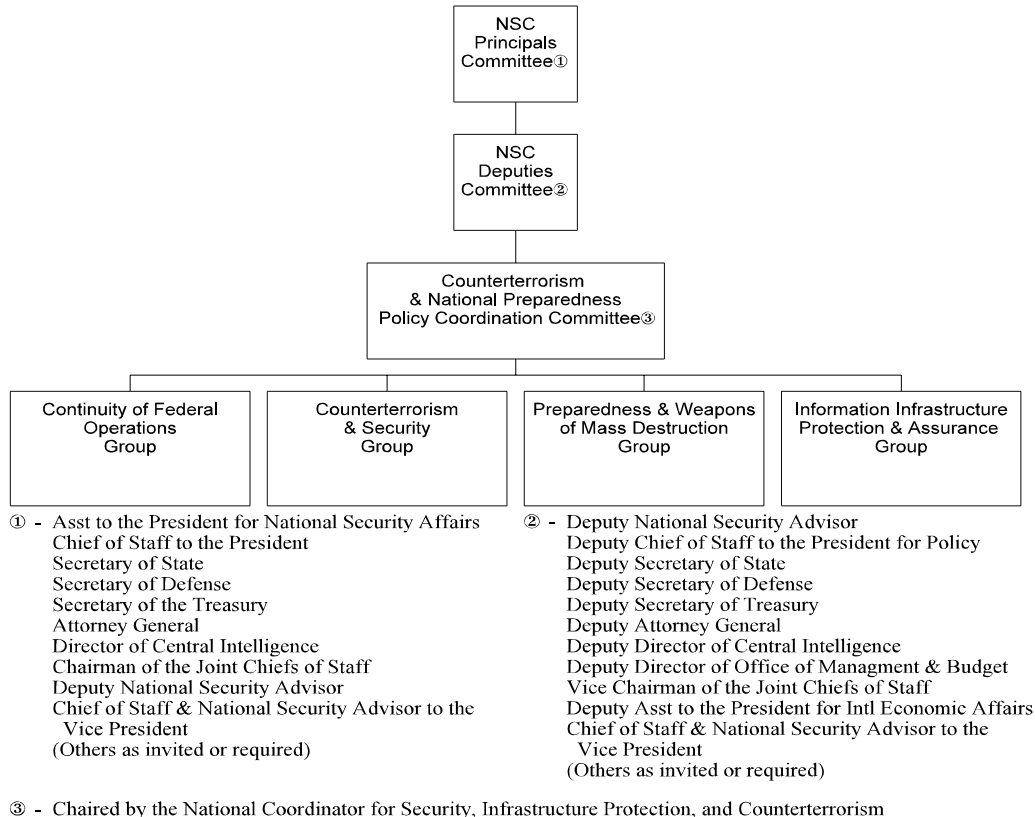 NSC
Principals
Committee①
NSC
Deputies
Committee②
Counterterrorism
& National Preparedness
Policy Coordination Committee③
Continuity of Federal
Operations
Group
Counterterrorism
& Security
Group
Preparedness & Weapons
of Mass Destruction
Group
Information Infrastructure
Protection & Assurance
Group
① - Asst to the President for National Security Affairs
Chief of Staff to the President
Secretary of State
Secretary of Defense
Secretary of the Treasury
Attorney General
Director of Central Intelligence
Chairman of the Joint Chiefs of Staff
Deputy National Security Advisor
Chief of Staff & National Security Advisor to the
Vice President
(Others as invited or required)
② - Deputy National Security Advisor
Deputy Chief of Staff to the President for Policy
Deputy Secretary of State
Deputy Secretary of Defense
Deputy Secretary of Treasury
Deputy Attorney General
Deputy Director of Central Intelligence
Deputy Director of Office of Managment & Budget
Vice Chairman of the Joint Chiefs of Staff
Deputy Asst to the President for Intl Economic Affairs
Chief of Staff & National Security Advisor to the
Vice President
(Others as invited or required)
③ - Chaired by the National Coordinator for Security, Infrastructure Protection, and Counterterrorism